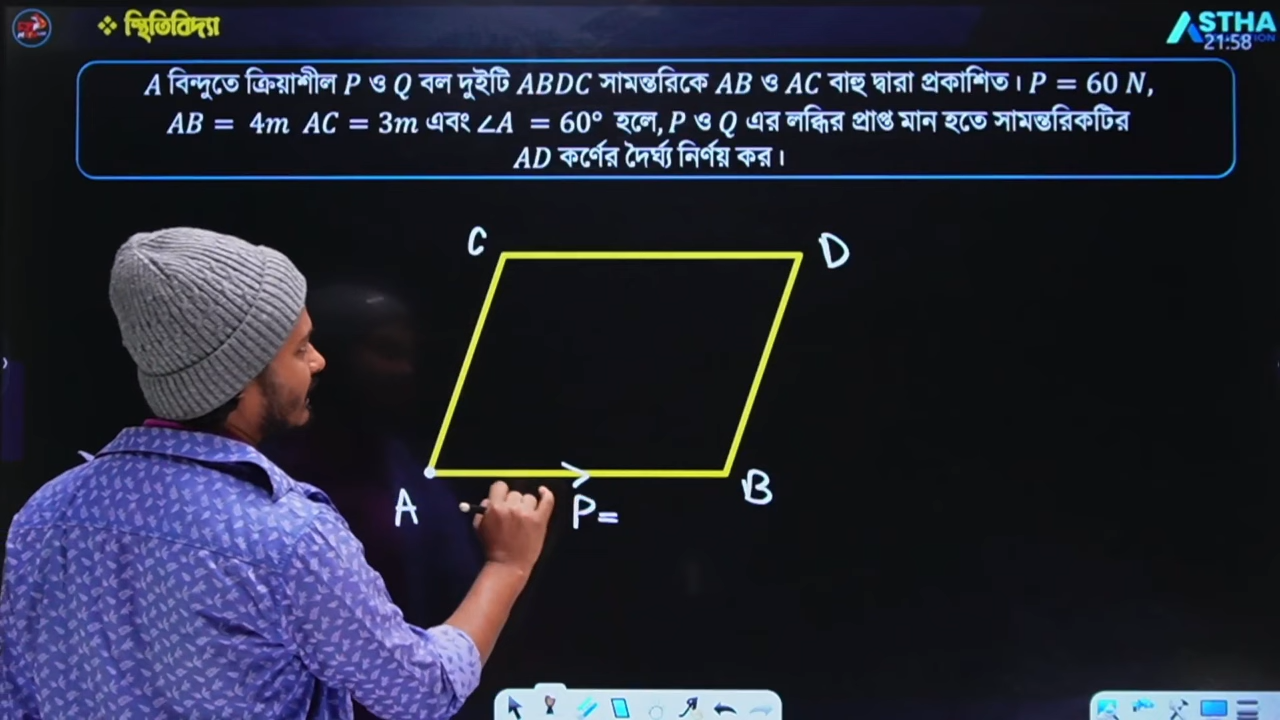 ❖ স্থিতিবিদ্যা
ASTHA
21:58
A বিন্দুতে ক্রিয়াশীল P ও Q বল দুইটি ABDC সামন্তরিকে AB ও AC বাহু দ্বারা প্রকাশিত। P = 60 N,
AB = 4m AC = 3m এবং ∠A = 60° হলে, P ও Q এর লব্ধির প্রাপ্ত মান হতে সামন্তরিকটির
AD কর্ণের দৈর্ঘ্য নির্ণয় কর।
C
D
A
P=
B